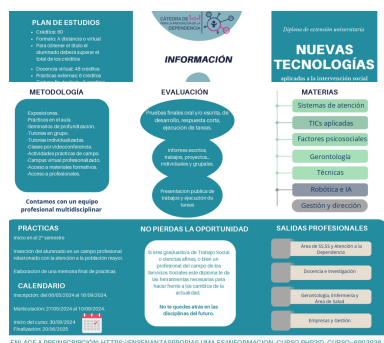 PLAN DE ESTUDIOS
Créditos: 60
Formato: A distancia o virtual
Para obtener el título el
alumnado deberá superar el
total de los créditos
Docencia virtual: 48 créditos
Prácticas externas: 6 créditos
CÁTEDRA DE
DEPENDENCIA
INFORMACIÓN
Diploma de extensión universitaria
NUEVAS
TECNOLOGÍAS
aplicadas a la intervención social
METODOLOGÍA
Exposiciones.
Prácticas en el aula.
Seminarios de profundización.
Tutorías en grupo.
Tutorías individualizadas.
Clases por videoconferencia.
Actividades prácticas de campo.
Campus virtual profesionalizado.
Acceso a materiales formativos.
Acceso a profesionales.
Contamos con un equipo
profesional multidisciplinar
EVALUACIÓN
Pruebas finales oral y/o escrita, de
desarrollo, respuesta corta,
ejecución de tareas.
Informes escritos,
trabajos, proyectos...
individuales y grupales.
Presentación pública de
trabajos y ejecución de
tareas
MATERIAS
Sistemas de atención
TICs aplicadas
Factores psicosociales
Gerontología
Técnicas
Robótica e IA
Gestión y dirección
PRÁCTICAS
Inicio en el 2º semestre
Inserción del alumnado en un campo profesional
relacionado con la atención a la población mayor.
Elaboración de una memoria final de prácticas
CALENDARIO
Inscripción: del 06/05/2024 al 10/09/2024.
Matriculación: 27/05/2024 al 10/09/2024.
Inicio del curso: 30/09/2024
Finalización: 20/06/2025
NO PIERDAS LA OPORTUNIDAD
Si eres graduado/a de Trabajo Social
o ciencias afines, o bien un
profesional del campo de los
Servicios Sociales este diploma te da
las herramientas necesarias para
hacer frente a los cambios de la
actualidad.
No te quedes atrás en las
disciplinas del futuro.
SALIDAS PROFESIONALES
Área de SS.SS y Atención a la
Dependencia
Docencia e Investigación
Gerontología, Enfermería y
Área de Salud
Empresas y Gestión